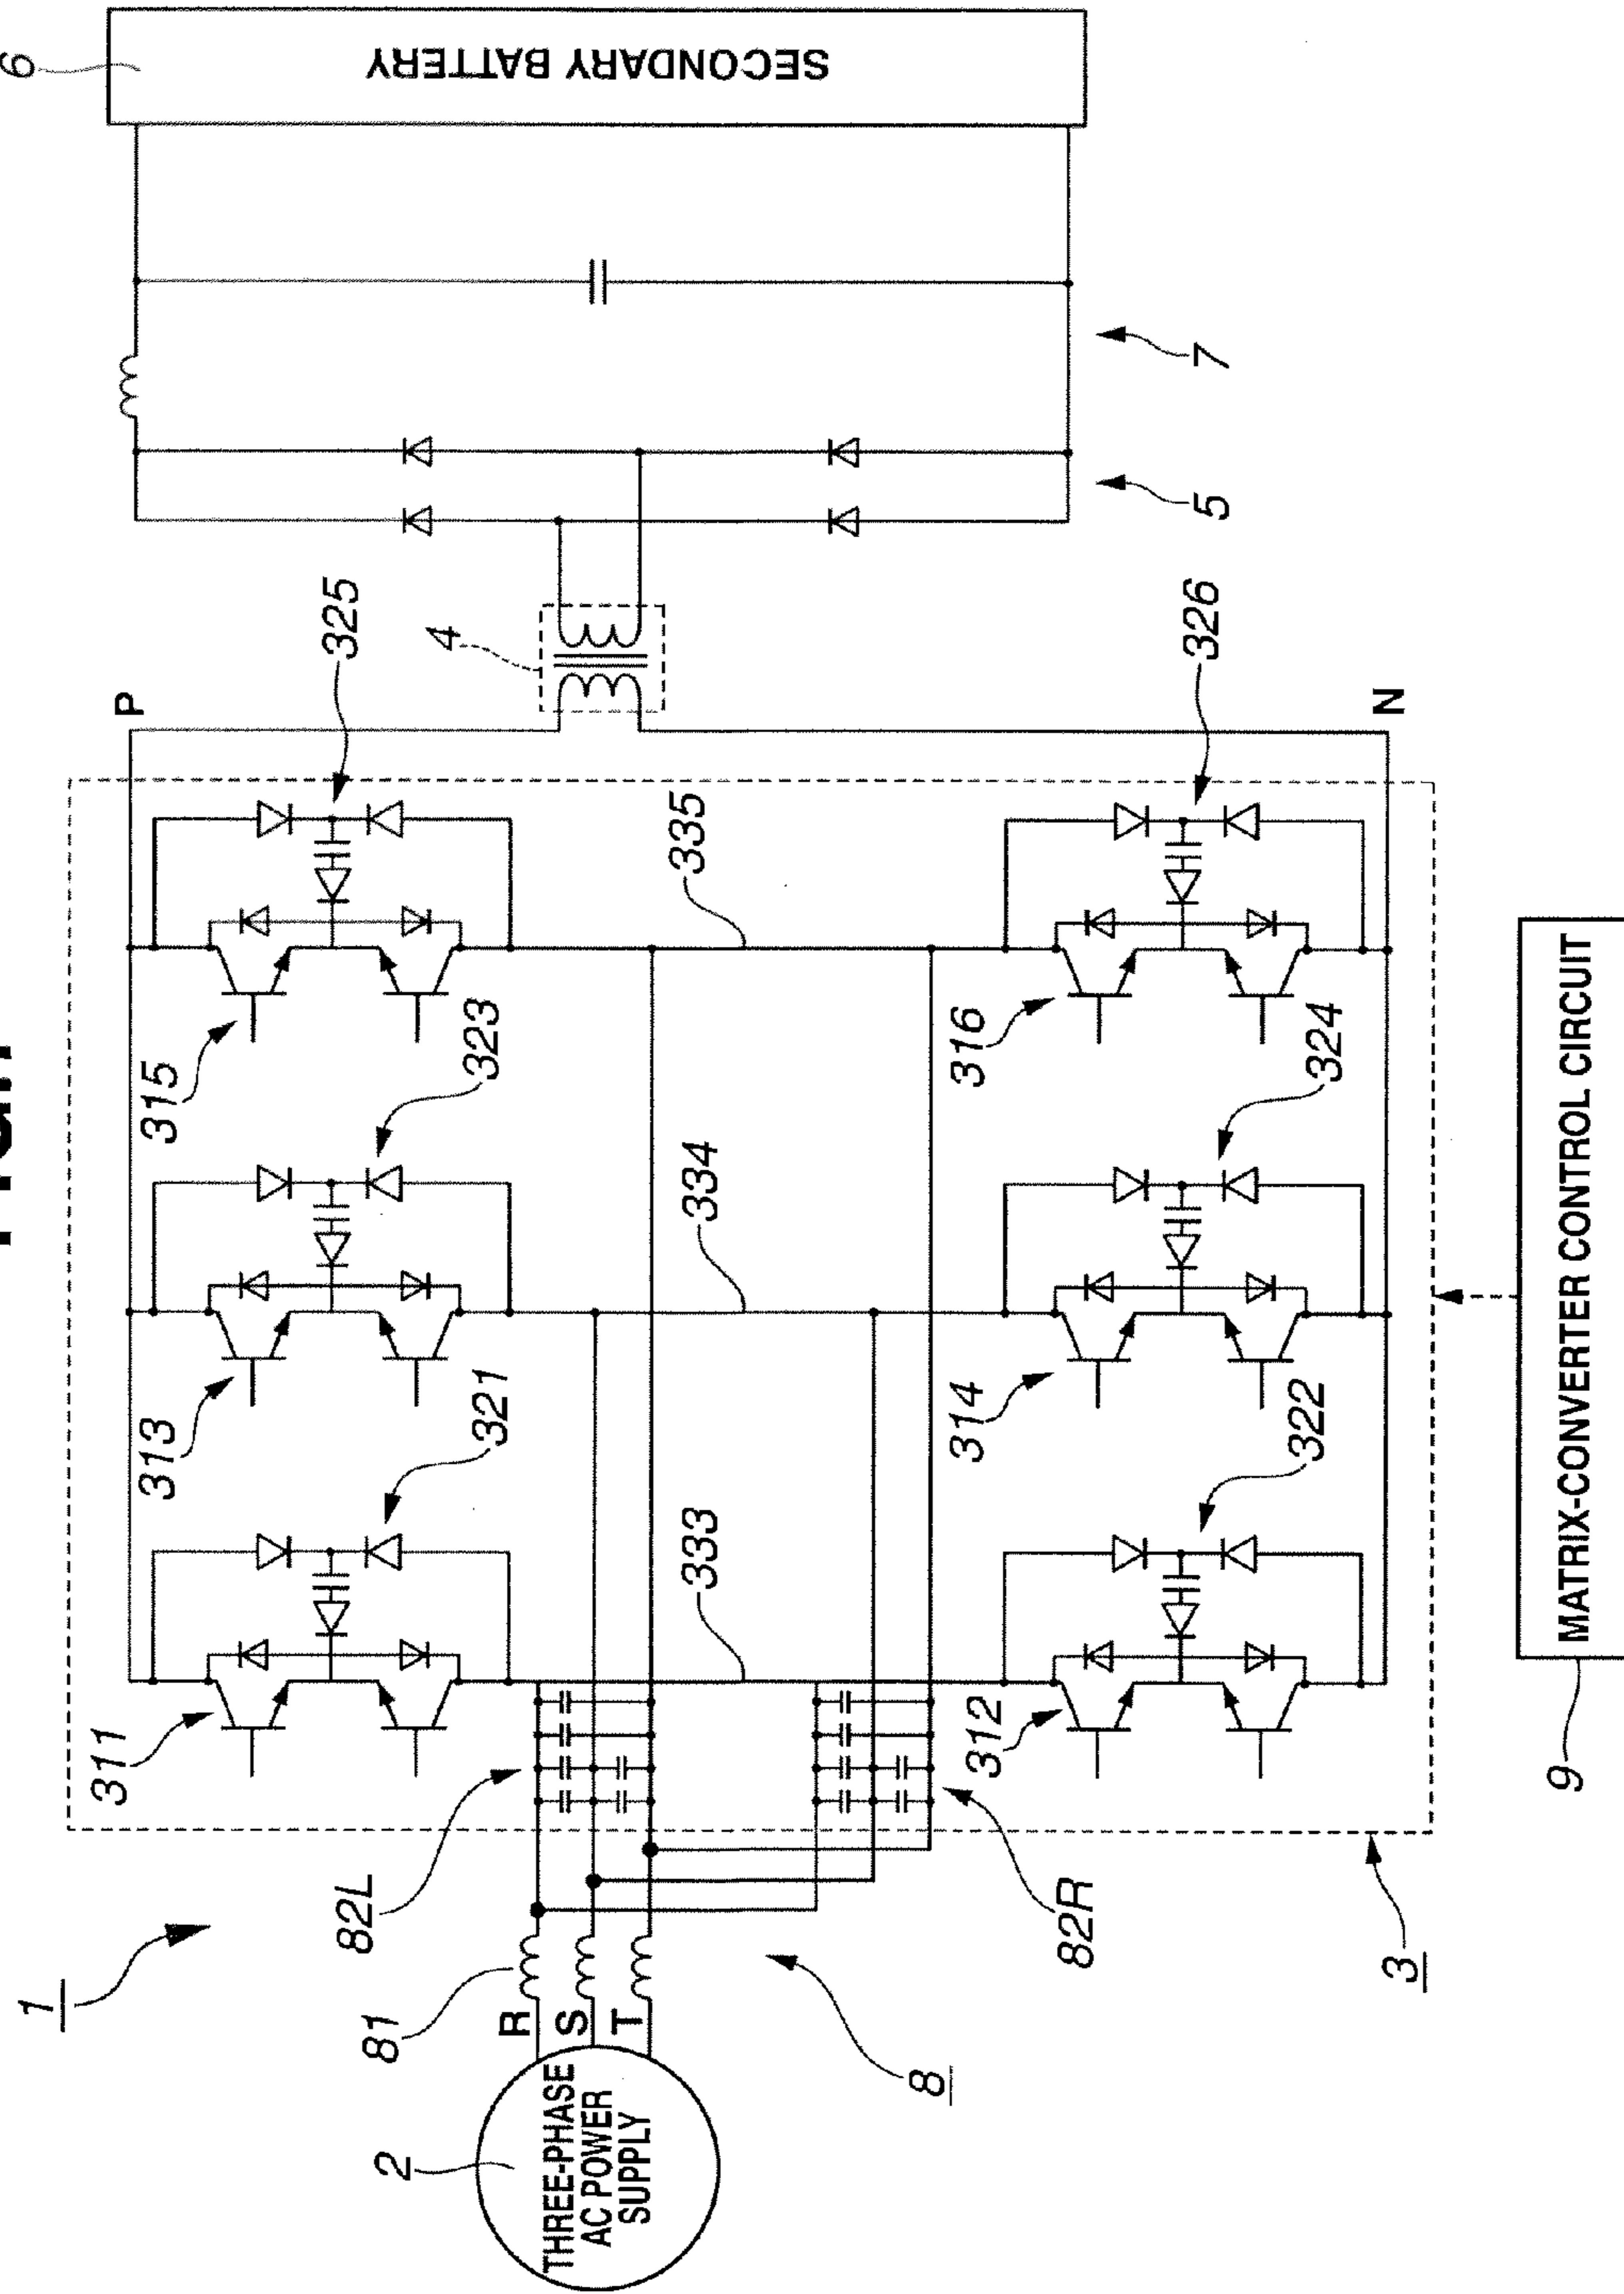 1
6
SECONDARY BATTERY
P
311
313
315
325
323
321
4
82L
81
2
R
S
T
THREE-PHASE
AC POWER
SUPPLY
333
334
335
8
312
314
316
5
7
82R
322
324
326
N
3
9
MATRIX-CONVERTER CONTROL CIRCUIT